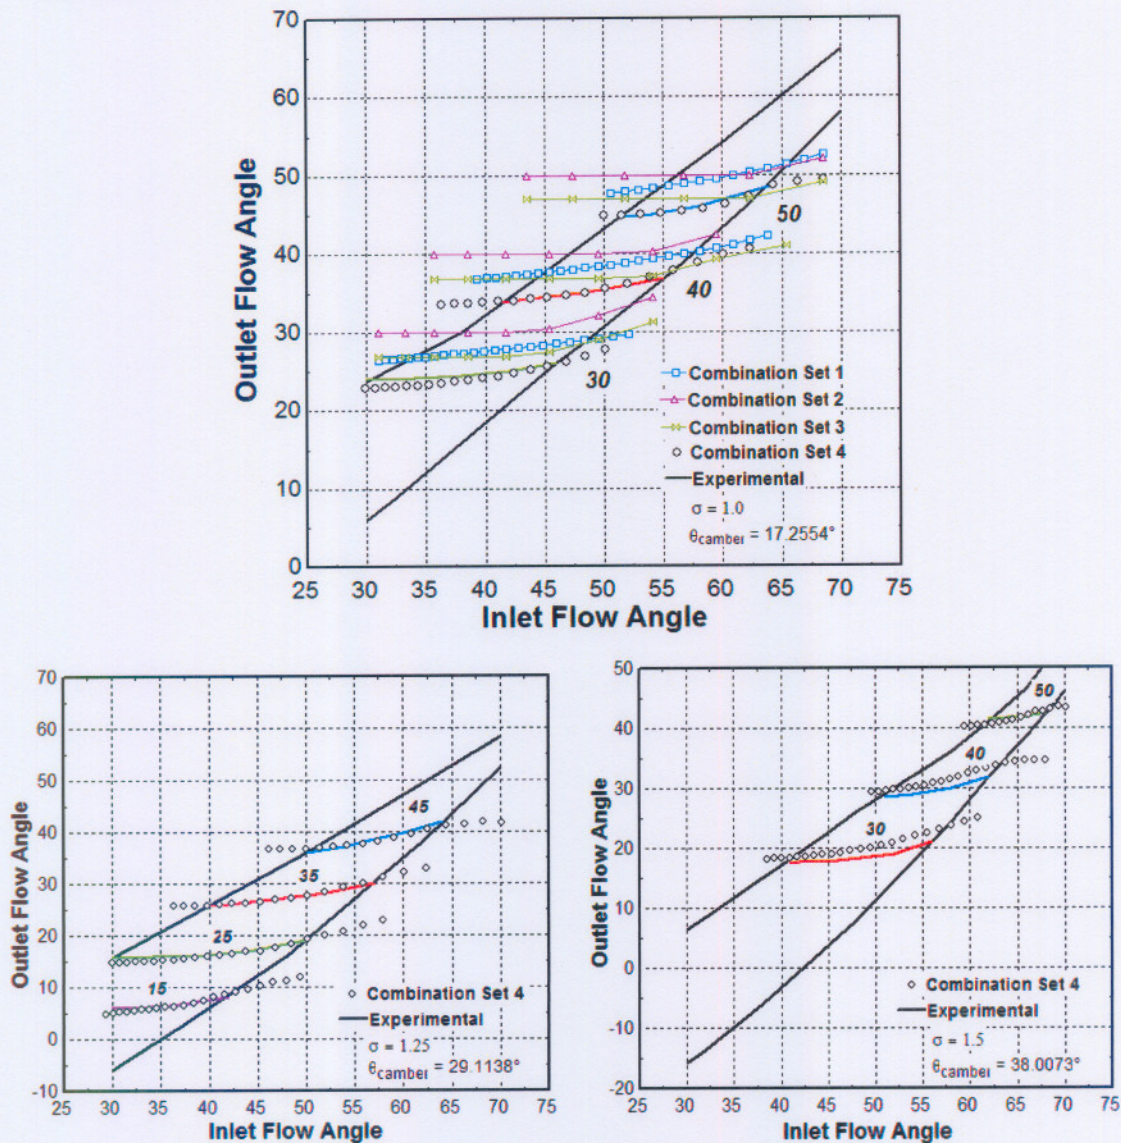 70
60
50
40
30
20
10
0
Outlet Flow Angle
50
40
30
Combination Set 1
Combination Set 2
Combination Set 3
Combination Set 4
Experimental
σ = 1.0
θcamber = 17.2554°
25 30 35 40 45 50 55 60 65 70 75
Inlet Flow Angle
70
60
50
40
30
20
10
0
-10
Outlet Flow Angle
45
35
25
15
Combination Set 4
Experimental
σ = 1.25
θcamber = 29.1138°
25 30 35 40 45 50 55 60 65 70 75
Inlet Flow Angle
50
40
30
20
10
0
-10
-20
Outlet Flow Angle
50
40
30
Combination Set 4
Experimental
σ = 1.5
θcamber = 38.0073°
25 30 35 40 45 50 55 60 65 70 75
Inlet Flow Angle